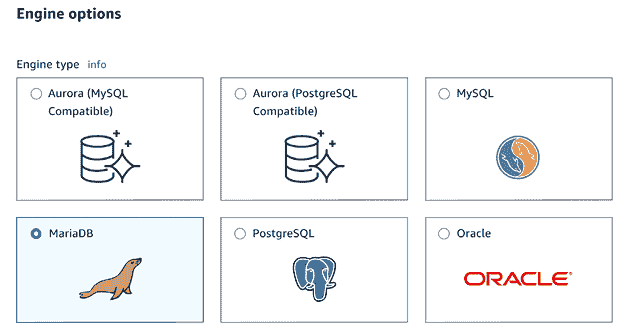 Engine options
Engine type info
Aurora (MySQL
Compatible)
Aurora (PostgreSQL
Compatible)
MySQL
MariaDB
PostgreSQL
Oracle
ORACLE®